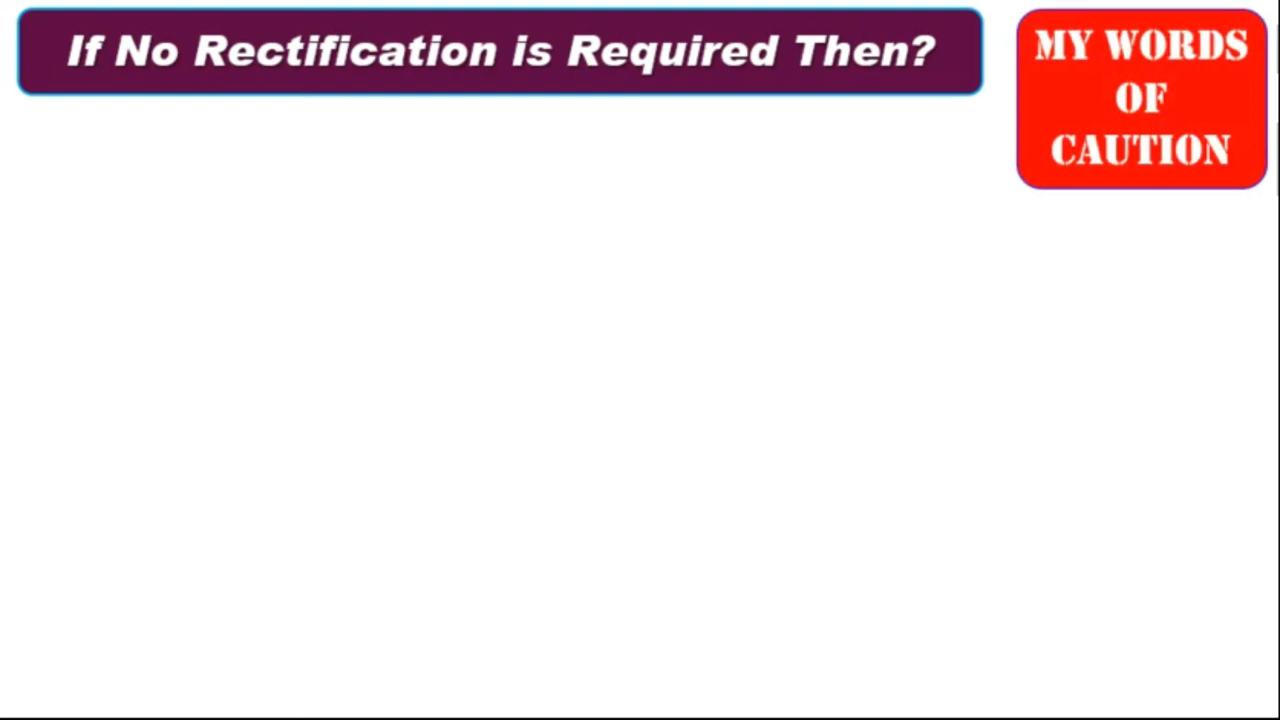 If No Rectification is Required Then?
MY WORDS
OF
CAUTION